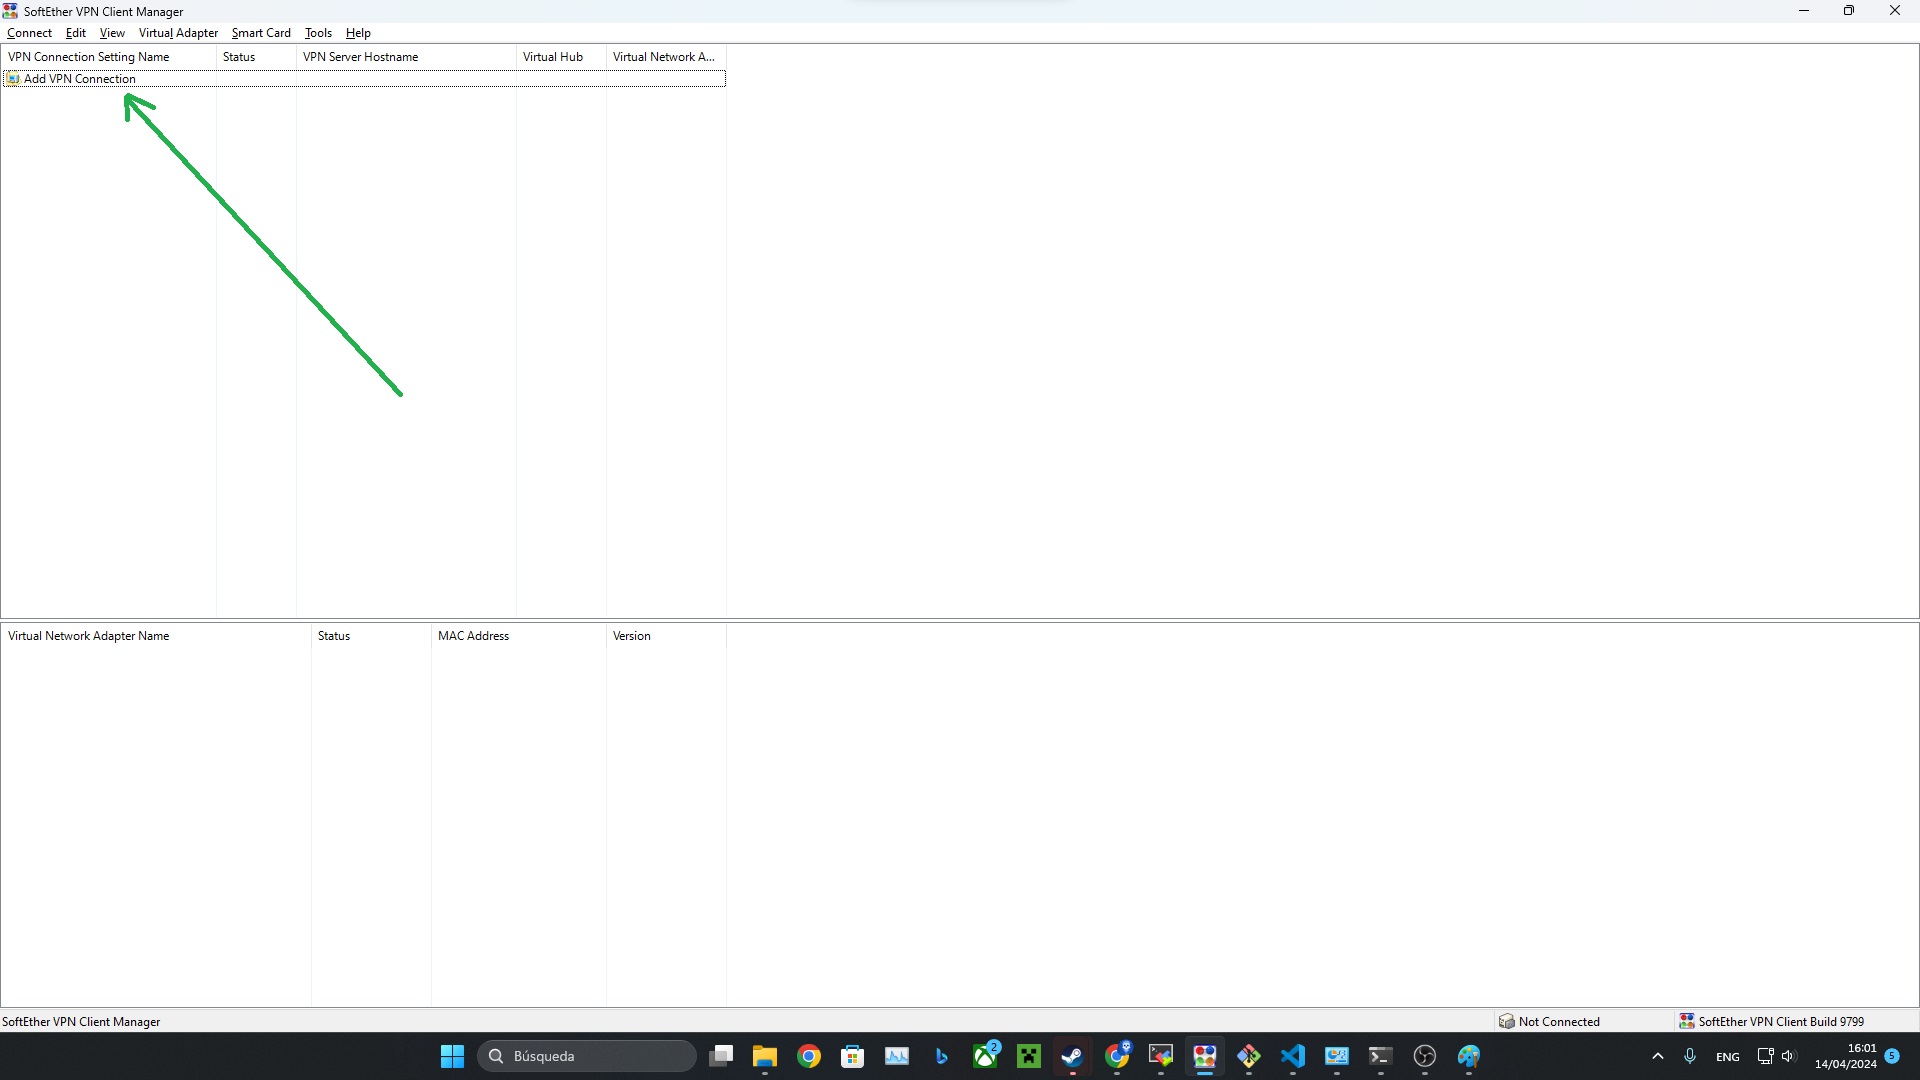 SoftEther VPN Client Manager
Connect Edit View Virtual Adapter Smart Card Tools Help
VPN Connection Setting Name Status VPN Server Hostname Virtual Hub Virtual Network A...
Add VPN Connection
Virtual Network Adapter Name Status MAC Address Version
SoftEther VPN Client Manager Not Connected SoftEther VPN Client Build 9799
Búsqueda 2 ENG 16:01 5
14/04/2024